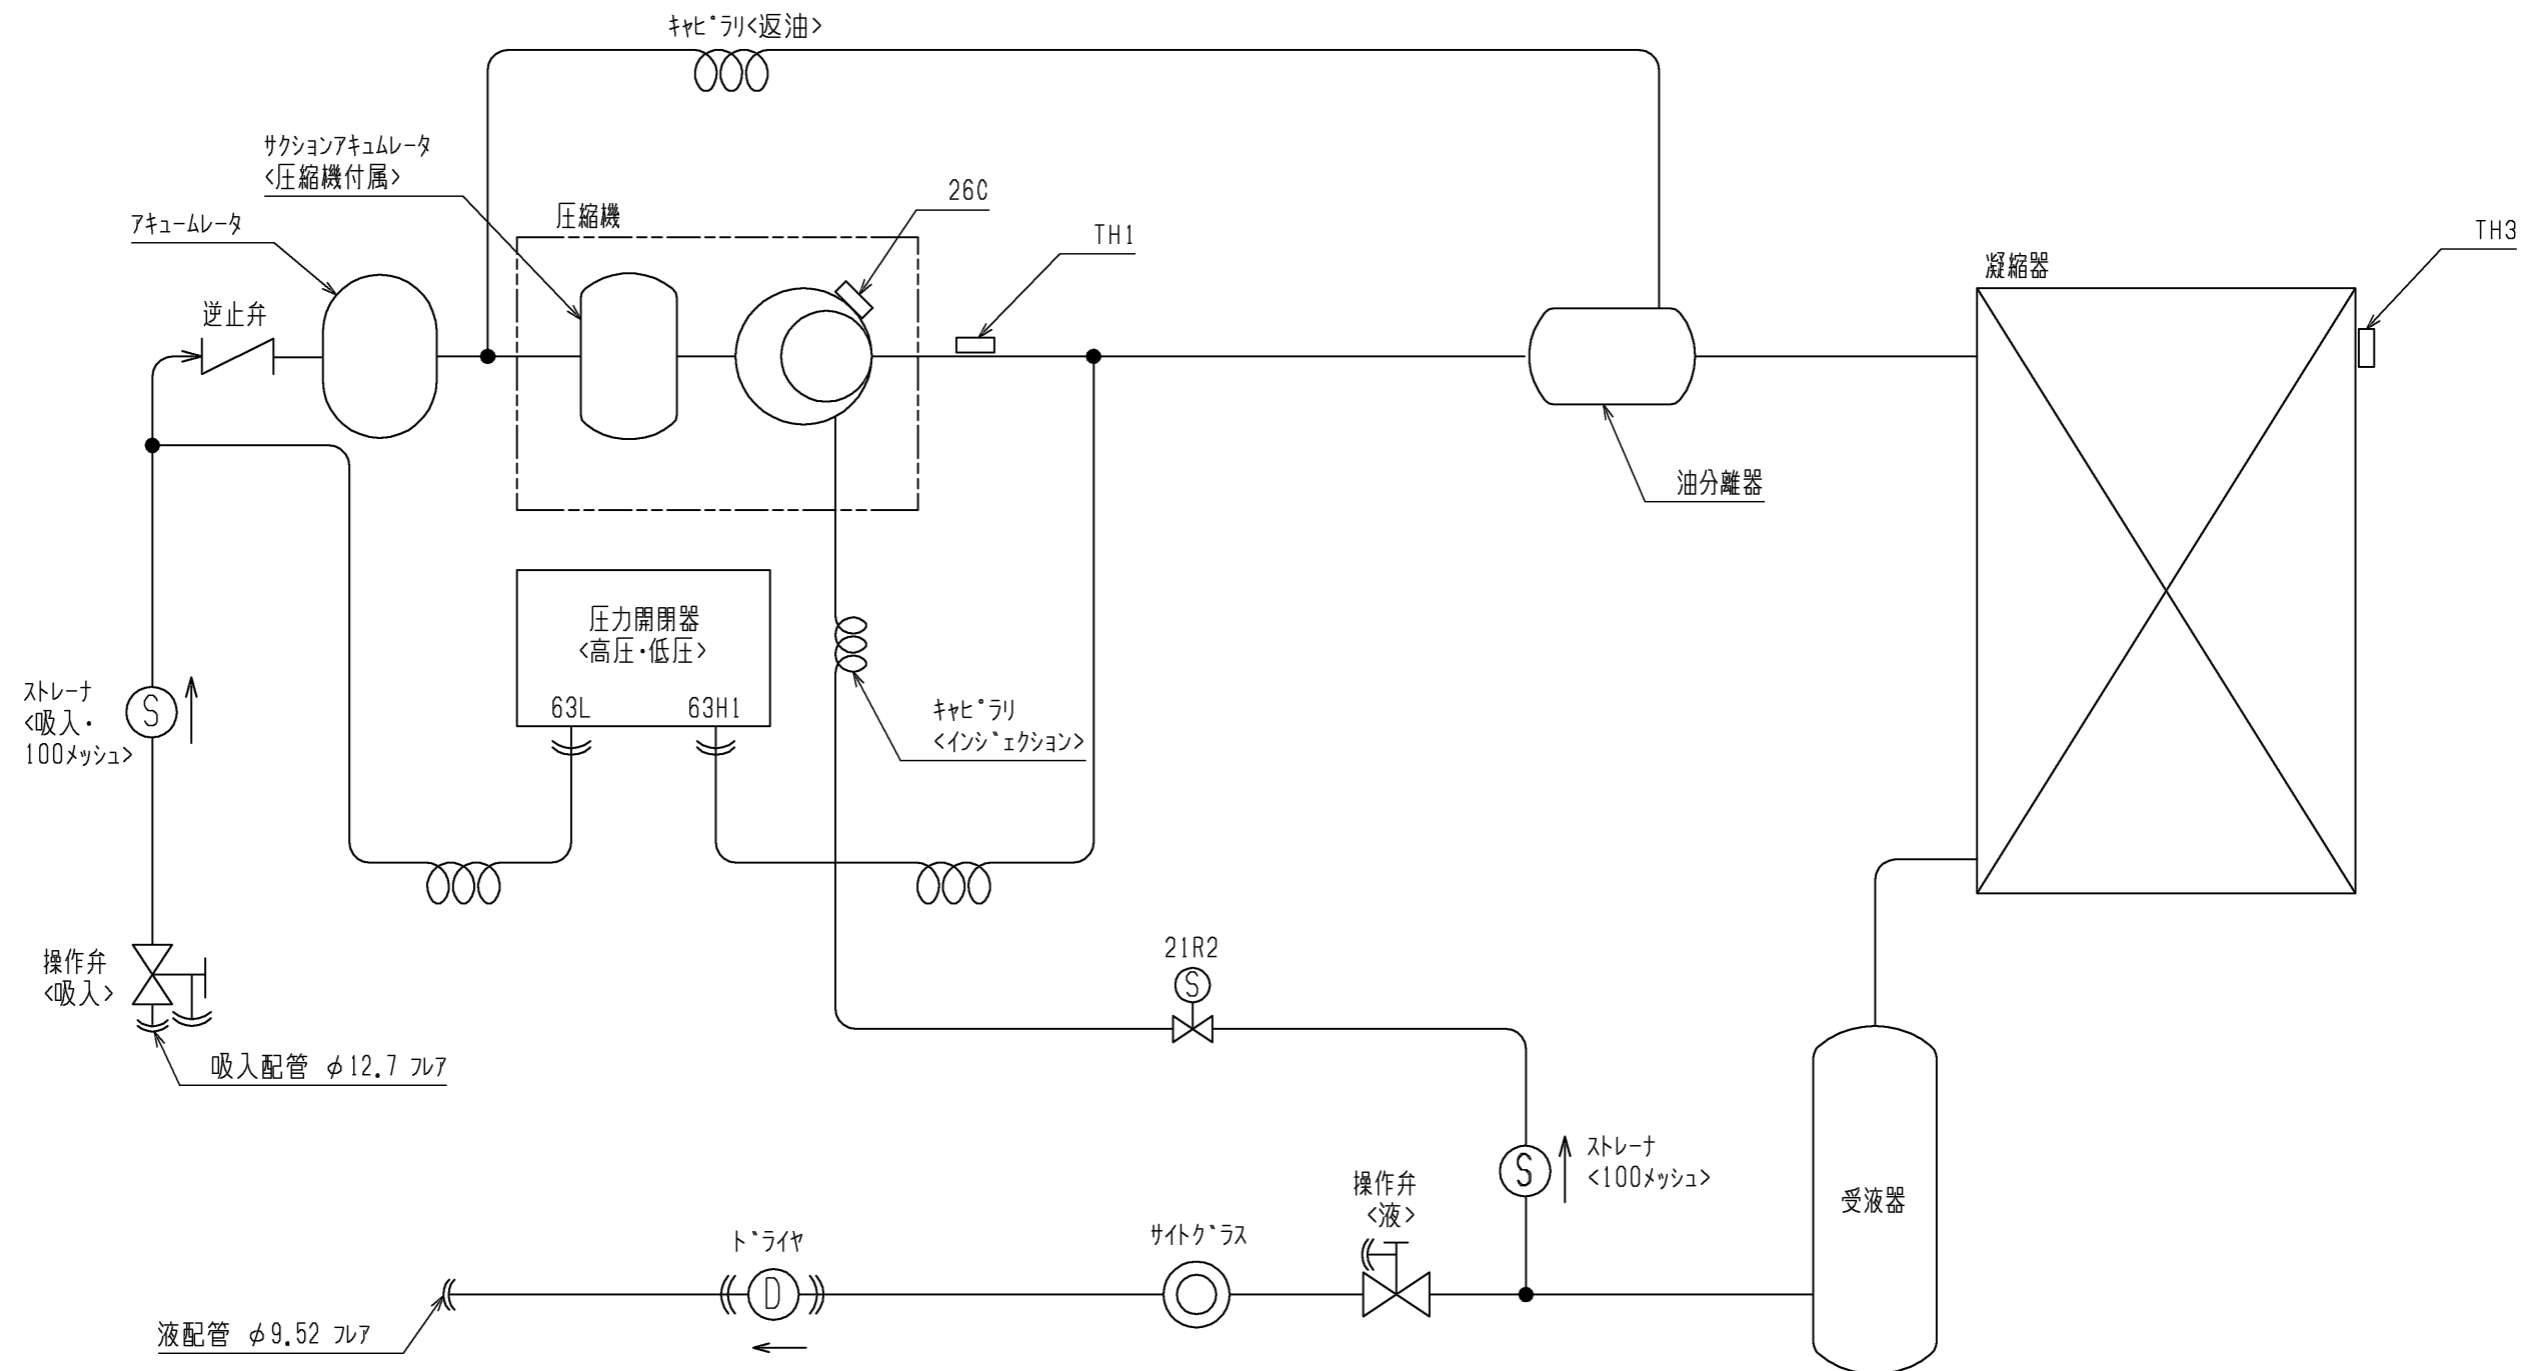 キャピラリ<返油>
サクションアキュムレータ
<圧縮機付属>
圧縮機
26C
アキュームレータ
TH1
TH3
凝縮器
逆止弁
油分離器
圧力開閉器
<高圧・低圧>
63L
63H1
ストレーナ
<吸入・
100メッシュ>
S
キャピラリ
<インジェクション>
操作弁
<吸入>
21R2
S
吸入配管 φ12.7 フレア
ストレーナ
<100メッシュ>
S
操作弁
<液>
受液器
サイトグラス
ドライヤ
D
液配管 φ9.52 フレア